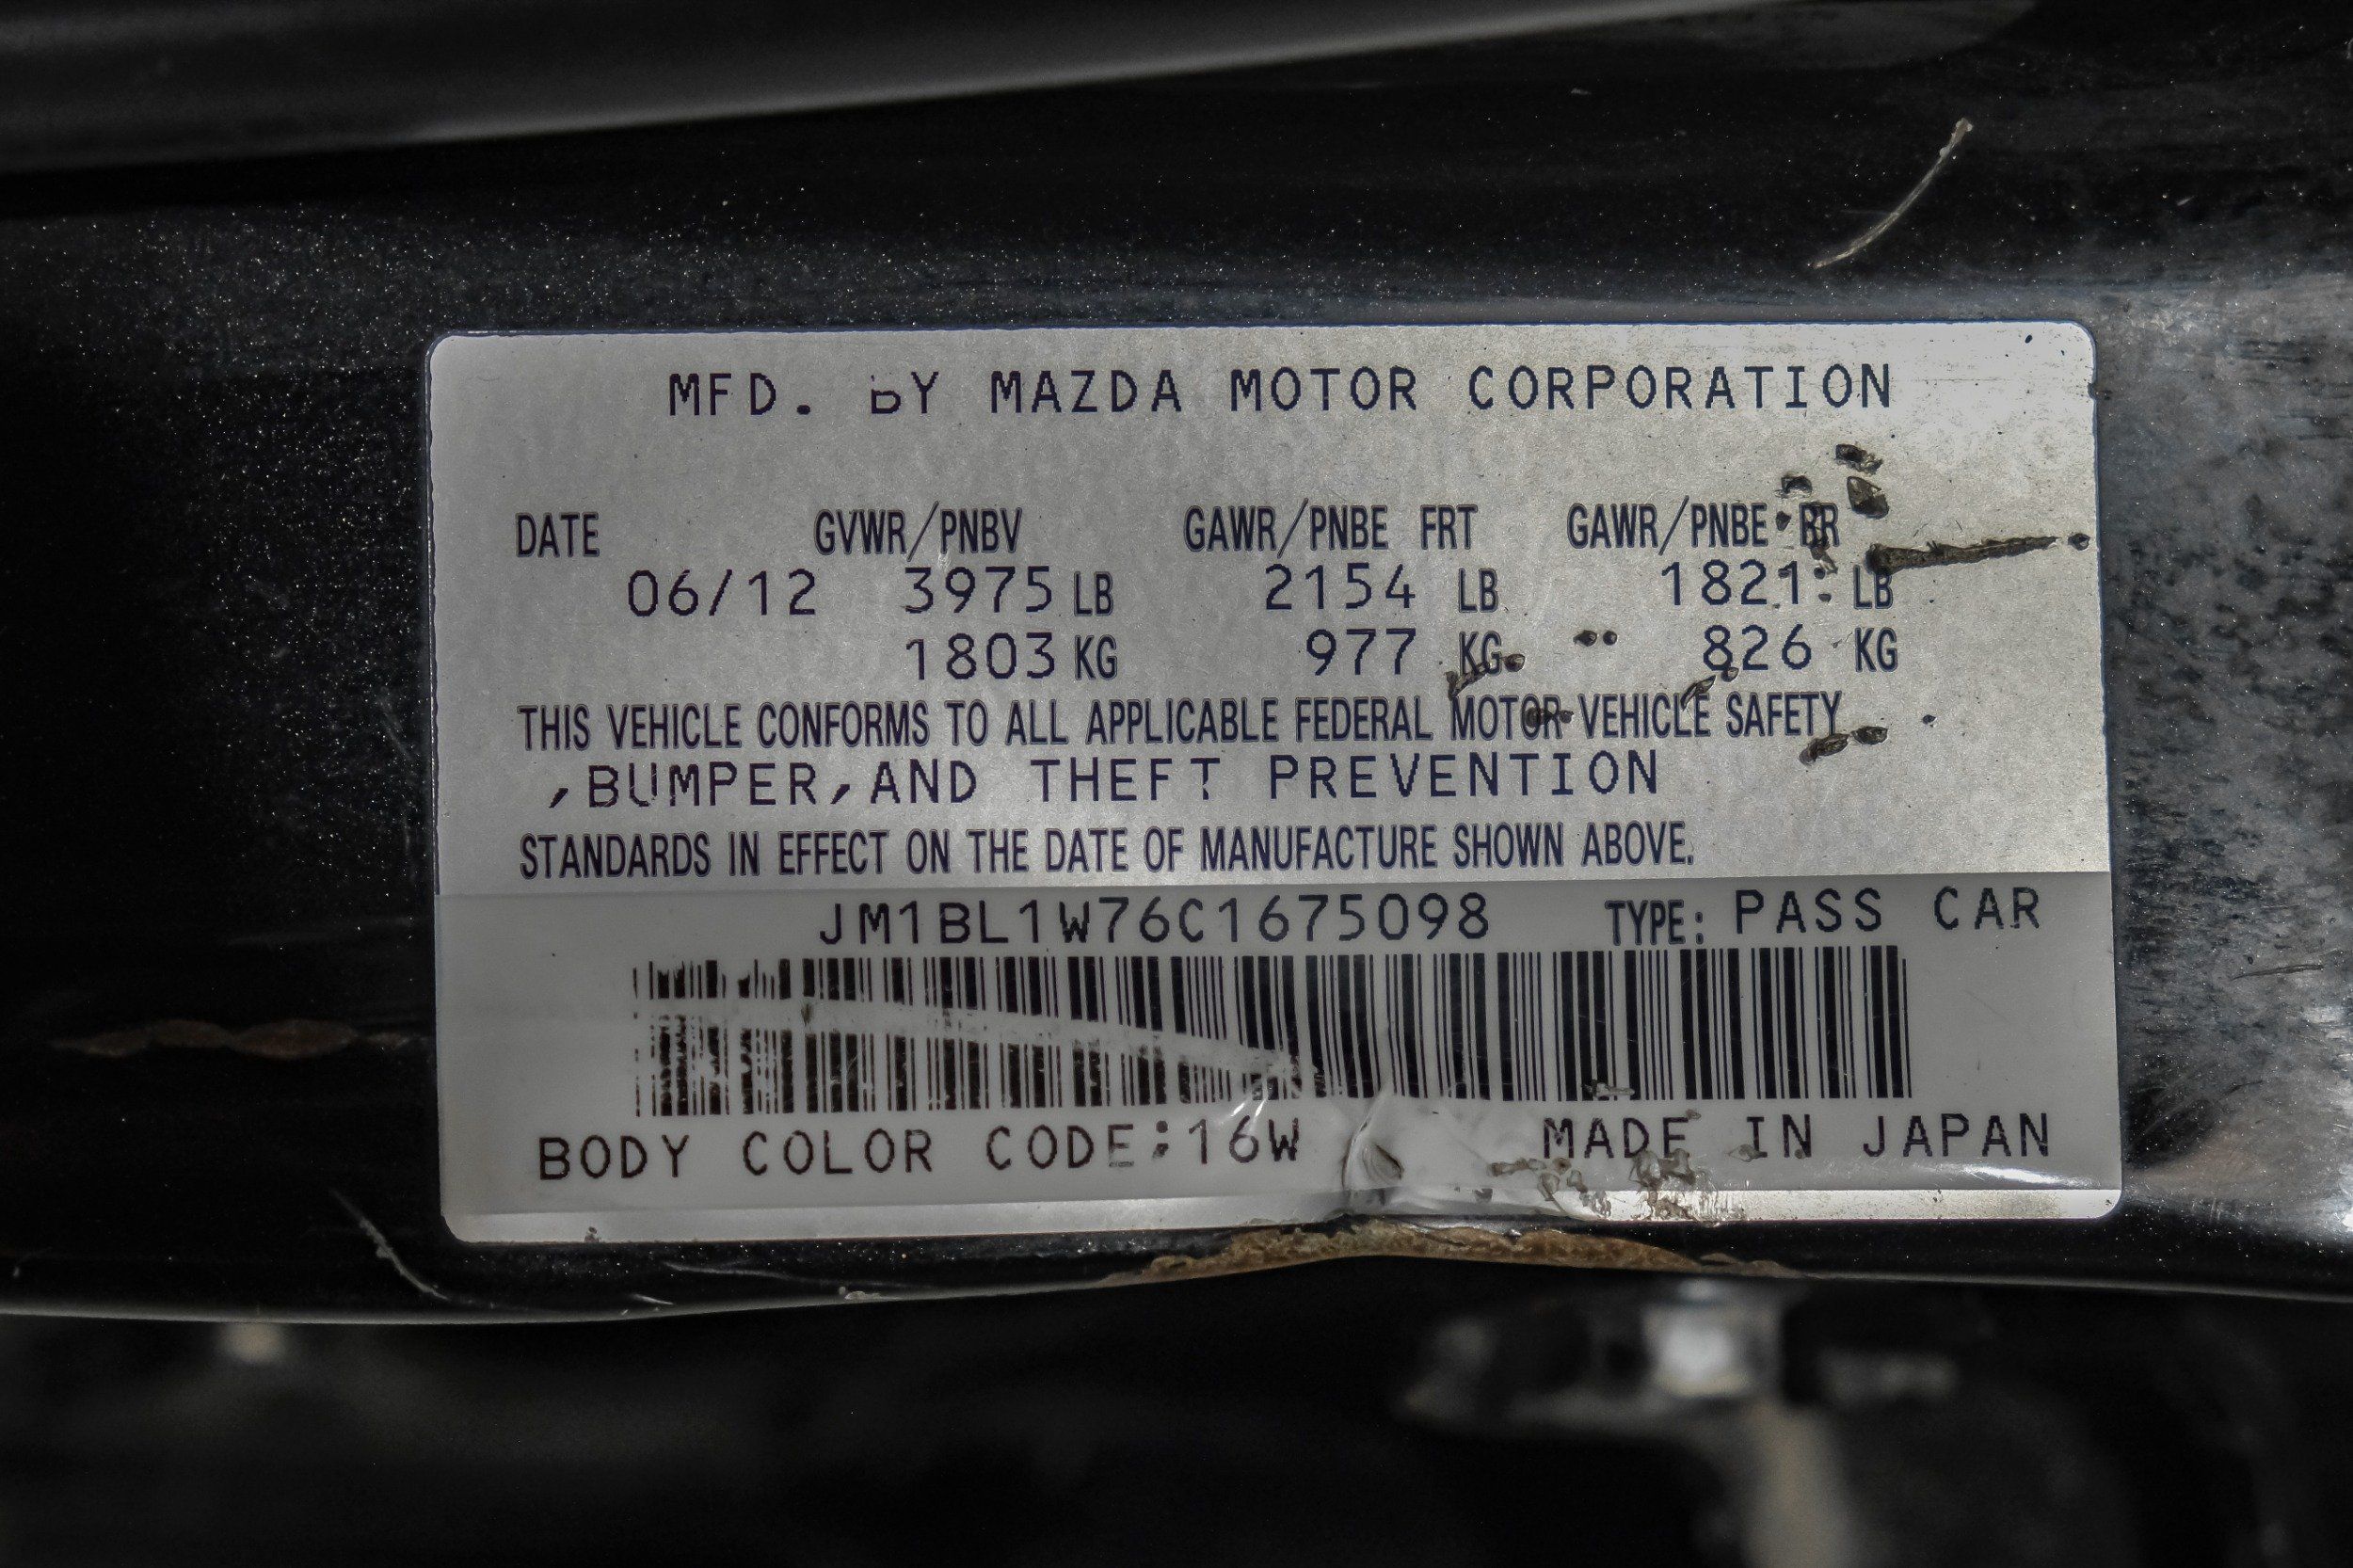 MFD. BY MAZDA MOTOR CORPORATION
DATE GVWR/PNBV GAWR/PNBE FRT GAWR/PNBE RR
06/12 3975 LB 2154 LB 1821 LB
1803 KG 977 KG 826 KG
THIS VEHICLE CONFORMS TO ALL APPLICABLE FEDERAL MOTOR VEHICLE SAFETY
,BUMPER,AND THEFT PREVENTION
STANDARDS IN EFFECT ON THE DATE OF MANUFACTURE SHOWN ABOVE.
JM1BL1W76C1675098 TYPE: PASS CAR
BODY COLOR CODE:16W MADE IN JAPAN